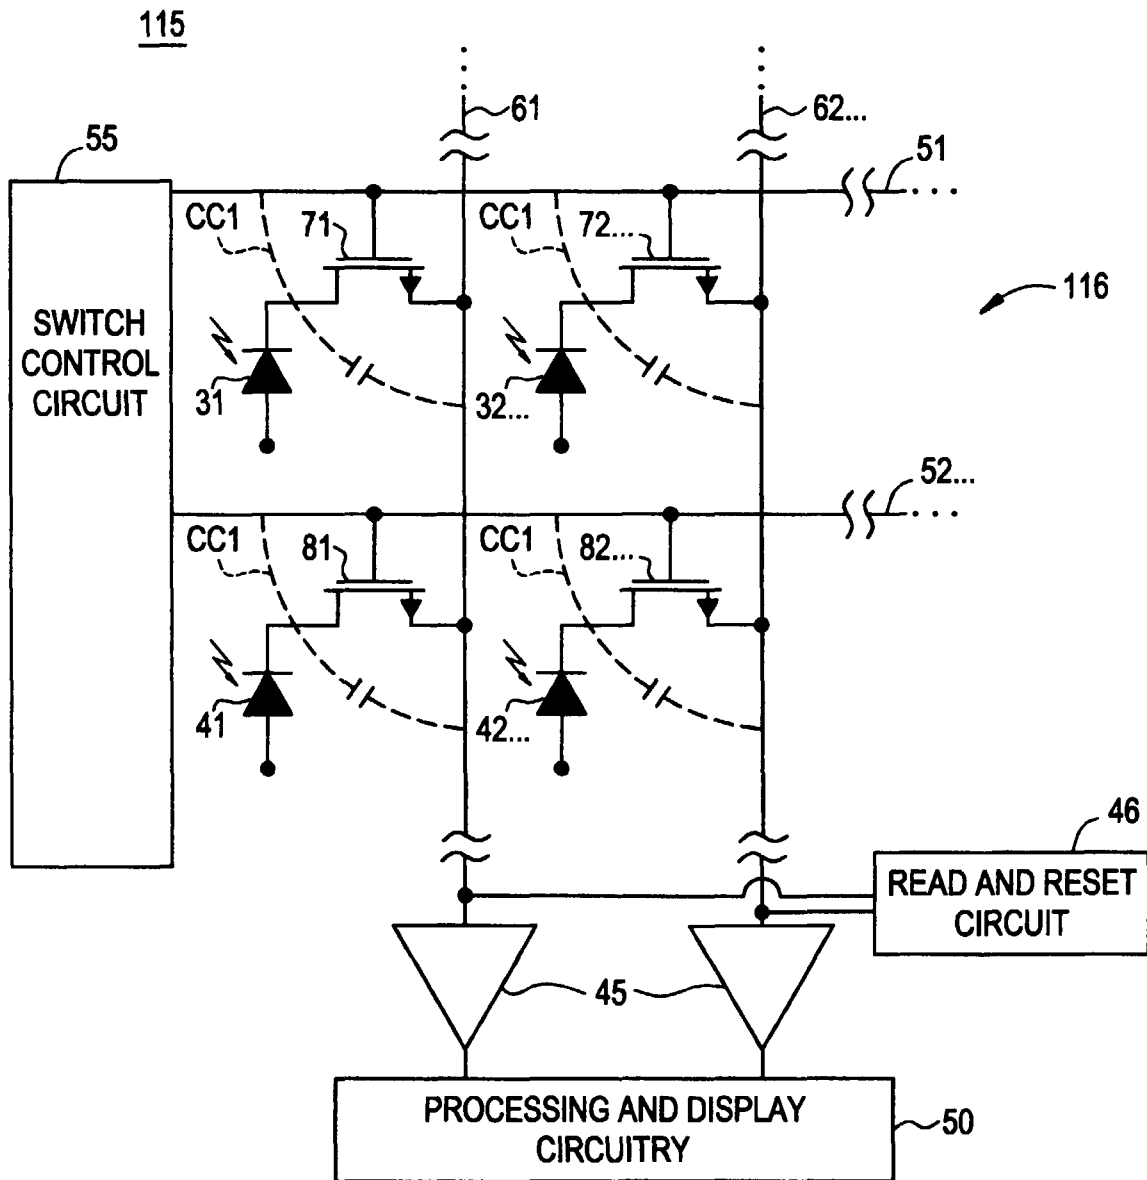 115
61
62...
55
51
CC1
71
CC1
72...
116
SWITCH
CONTROL
CIRCUIT
31
32...
52...
CC1
81
CC1
82...
41
42...
46
READ AND RESET
CIRCUIT
45
PROCESSING AND DISPLAY
CIRCUITRY
50